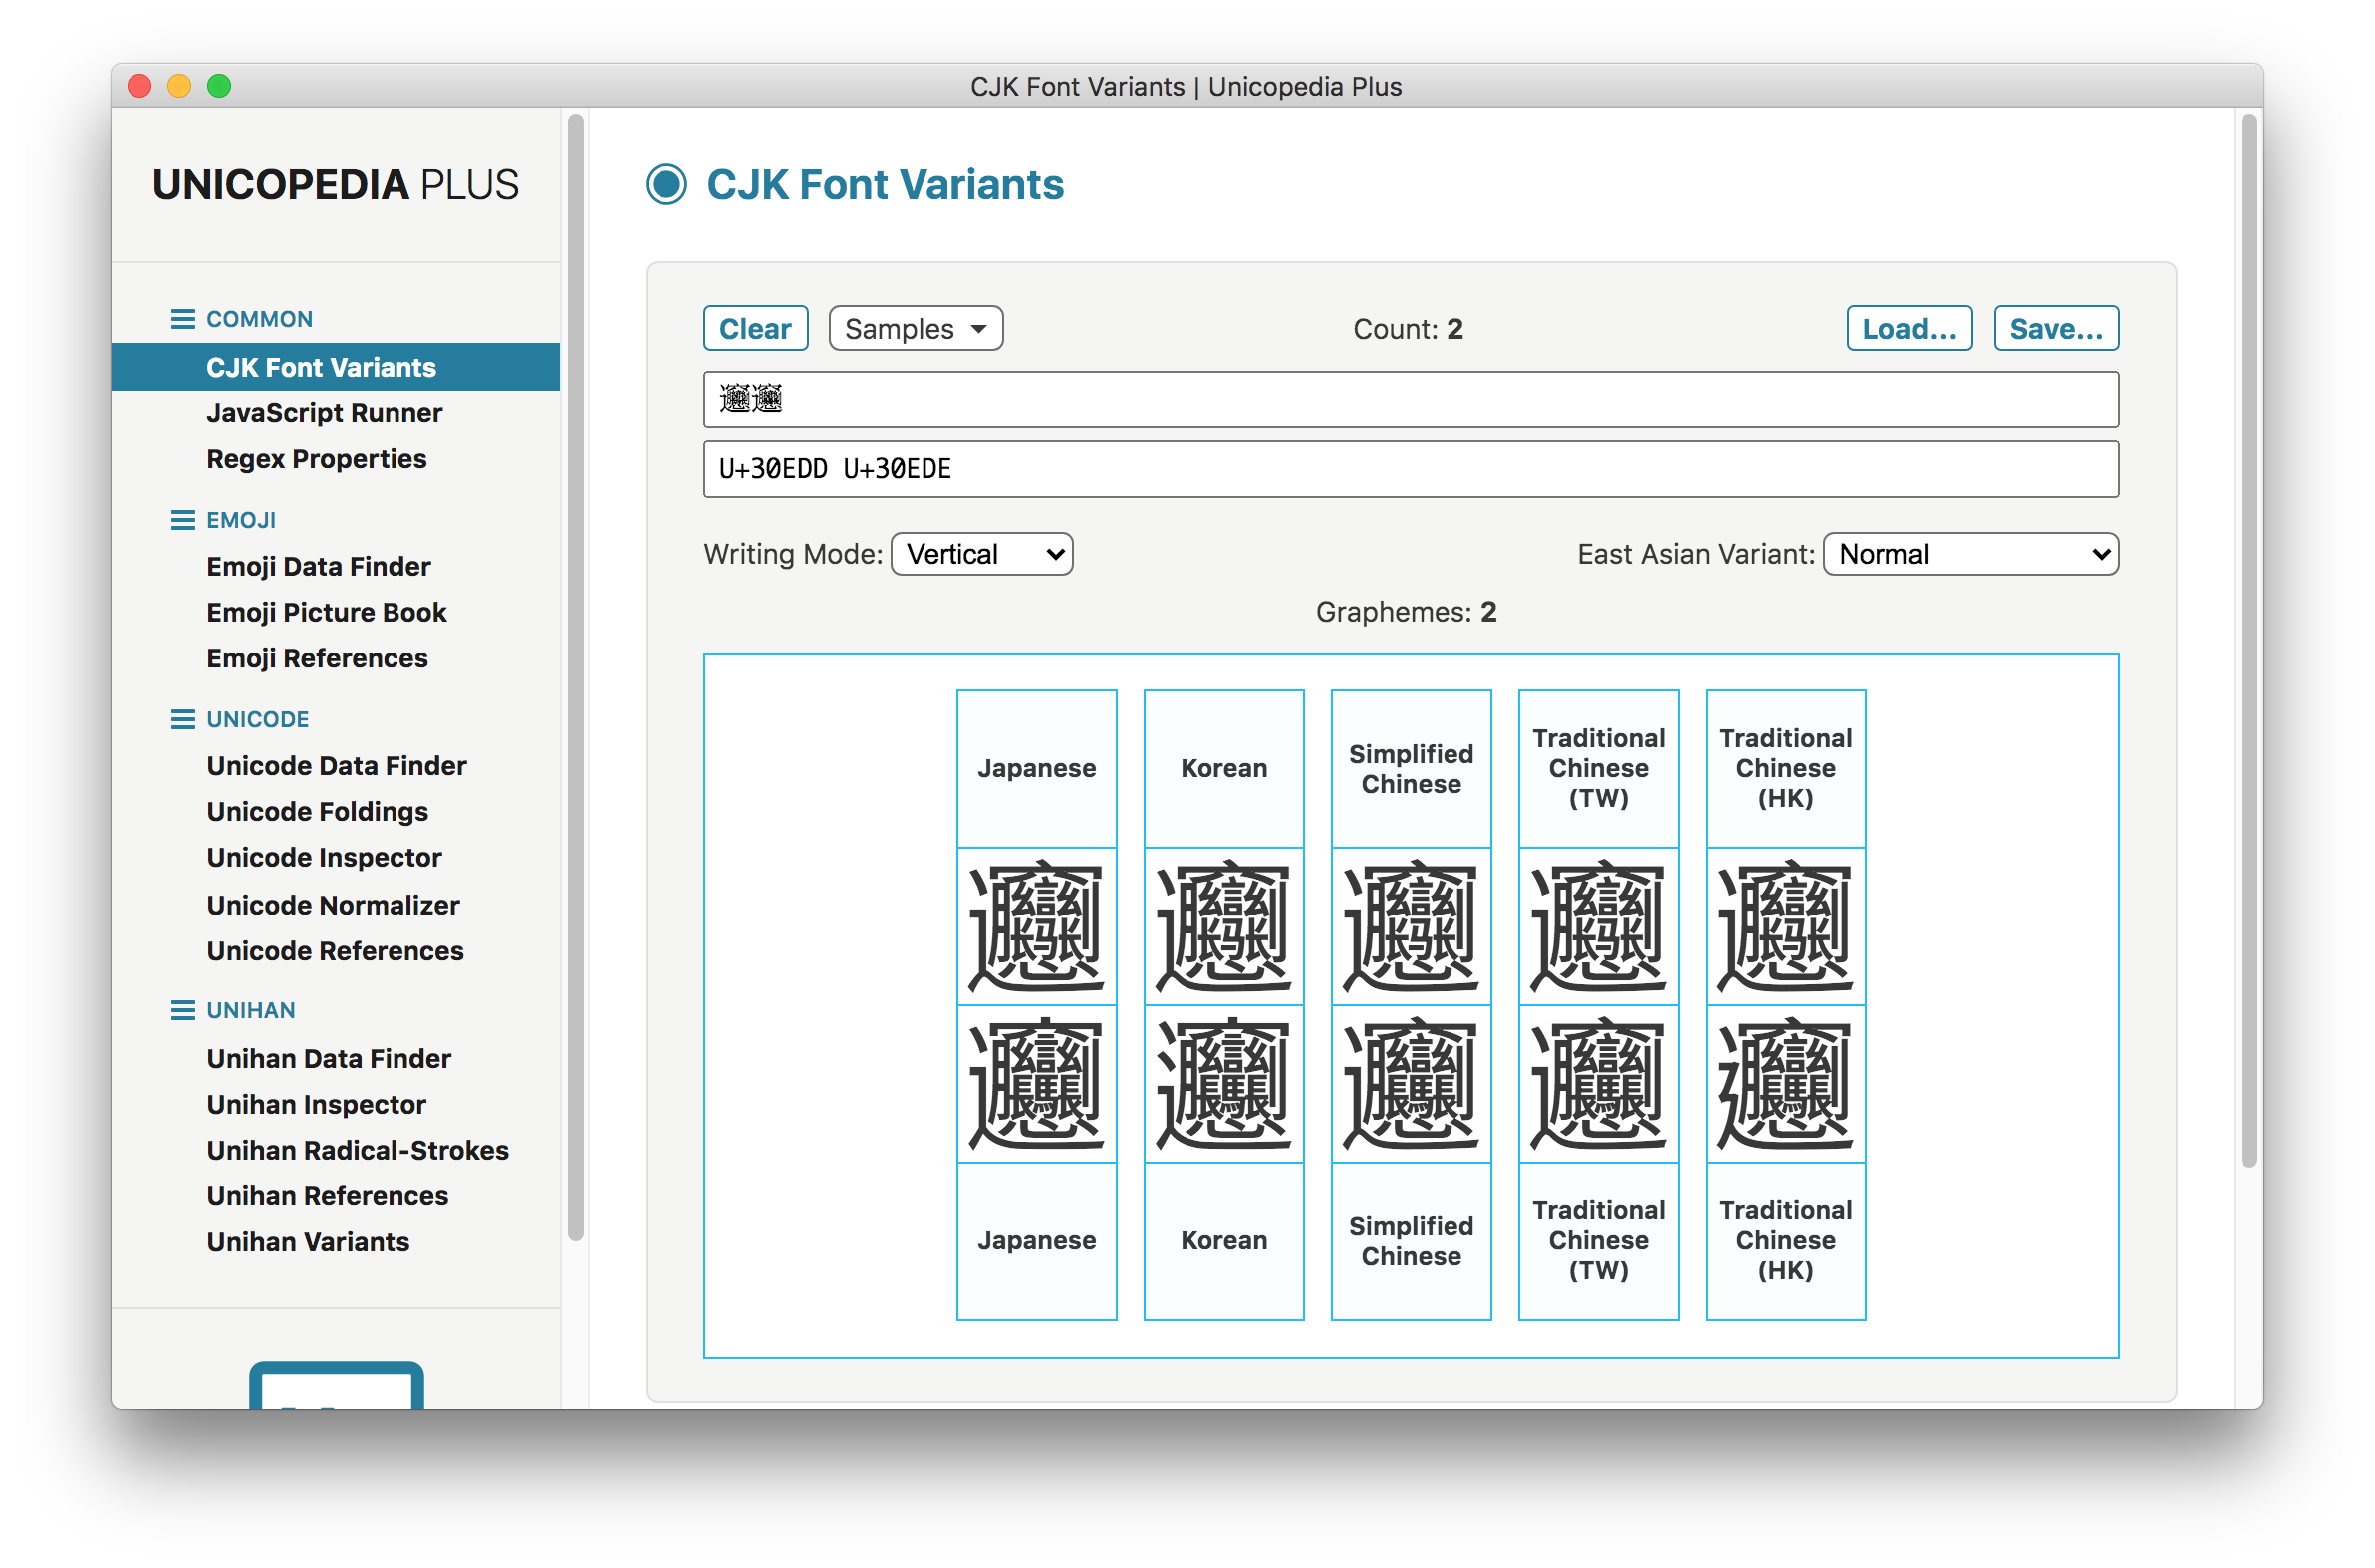 CJK Font Variants | Unicopedia Plus
UNICOPEDIA PLUS
COMMON
CJK Font Variants
JavaScript Runner
Regex Properties
EMOJI
Emoji Data Finder
Emoji Picture Book
Emoji References
UNICODE
Unicode Data Finder
Unicode Foldings
Unicode Inspector
Unicode Normalizer
Unicode References
UNIHAN
Unihan Data Finder
Unihan Inspector
Unihan Radical-Strokes
Unihan References
Unihan Variants
CJK Font Variants
Clear Samples Count: 2 Load... Save...
𰻝𰻞
U+30EDD U+30EDE
Writing Mode: Vertical East Asian Variant: Normal
Graphemes: 2
Japanese Korean Simplified Chinese Traditional Chinese (TW) Traditional Chinese (HK)
𰻝 𰻝 𰻝 𰻝 𰻝
𰻞 𰻞 𰻞 𰻞 𰻞
Japanese Korean Simplified Chinese Traditional Chinese (TW) Traditional Chinese (HK)